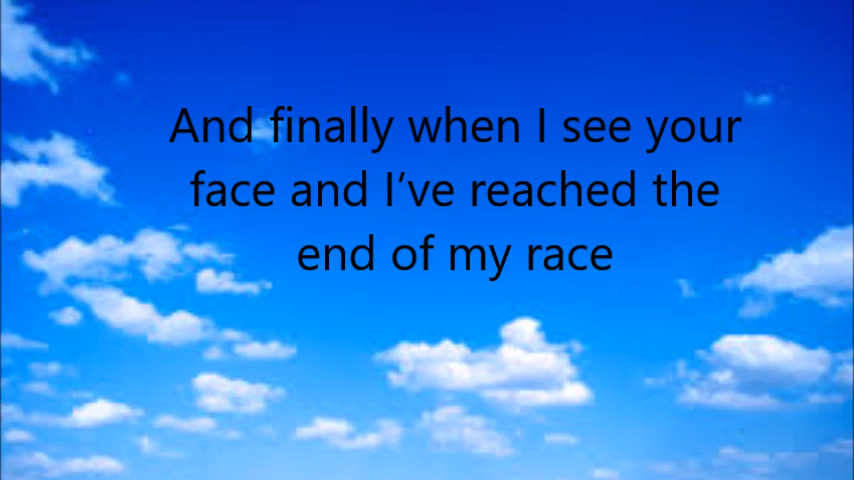 And finally when I see your
face and I’ve reached the
end of my race